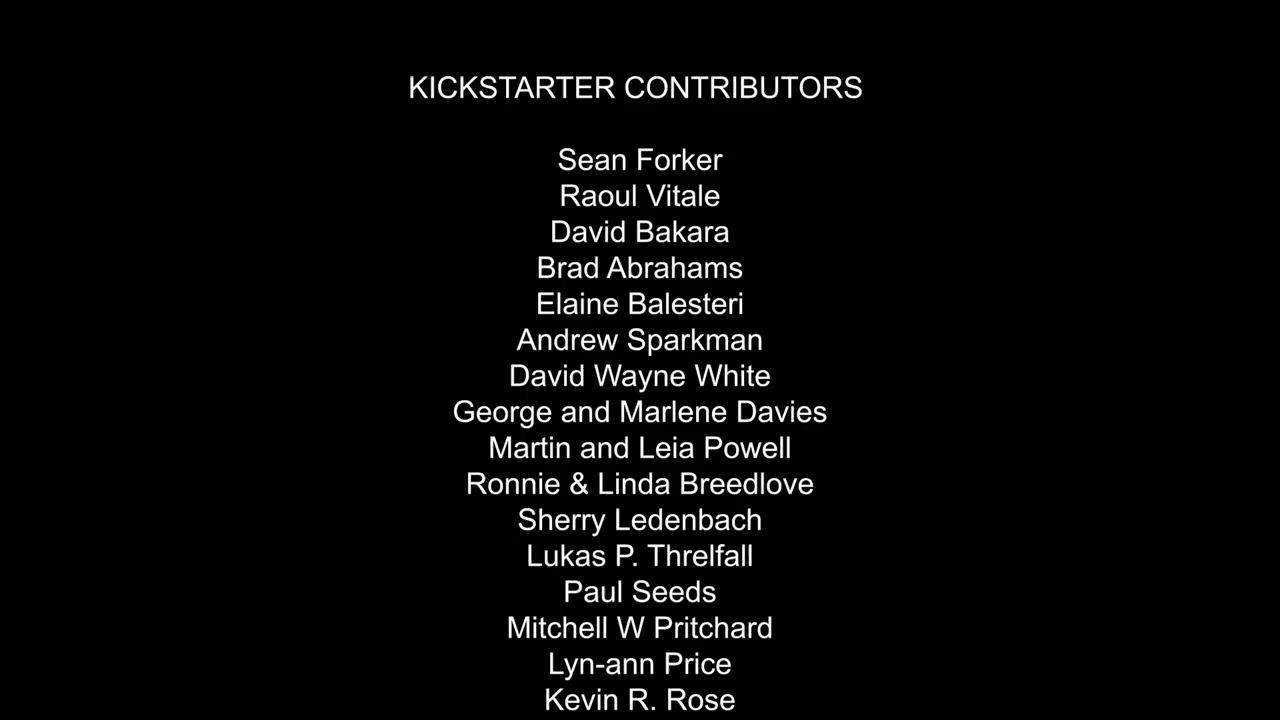 KICKSTARTER CONTRIBUTORS
Sean Forker
Raoul Vitale
David Bakara
Brad Abrahams
Elaine Balesteri
Andrew Sparkman
David Wayne White
George and Marlene Davies
Martin and Leia Powell
Ronnie & Linda Breedlove
Sherry Ledenbach
Lukas P. Threlfall
Paul Seeds
Mitchell W Pritchard
Lyn-ann Price
Kevin R. Rose